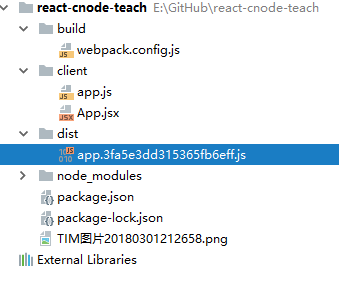 react-cnode-teach E:\GitHub\react-cnode-teach
build
webpack.config.js
client
app.js
App.jsx
dist
app.3fa5e3dd315365fb6eff.js
node_modules
package.json
package-lock.json
TIM图片20180301212658.png
External Libraries